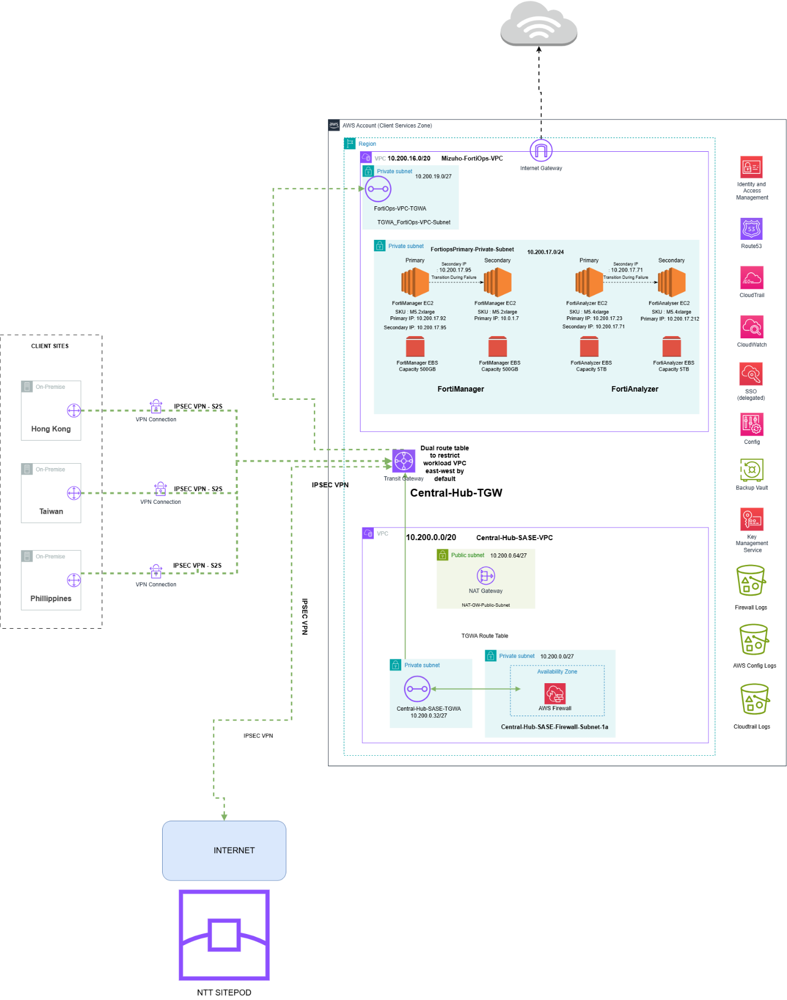 aws
AWS Account (Client Services Zone)
Region
VPC 10.200.16.0/20 Mizuho-FortiOps-VPC
Internet Gateway
Private subnet
10.200.19.0/27
FortiOps-VPC-TGWA
TGWA_FortiOps-VPC-Subnet
Private subnet
FortiopsPrimary-Private-Subnet
10.200.17.0/24
Primary
Secondary IP
: 10.200.17.95
Transition During Failure
Secondary
Primary
Secondary IP
: 10.200.17.71
Transition During Failure
Secondary
FortiManager EC2
SKU : M5.2xlarge
Primary IP: 10.200.17.92
Secondary IP: 10.200.17.95
FortiManager EC2
SKU : M5.2xlarge
Primary IP: 10.0.1.7
FortiAnalyzer EC2
SKU : M5.4xlarge
Primary IP: 10.200.17.23
Secondary IP: 10.200.17.71
FortiAnalyser EC2
SKU : M5.4xlarge
Primary IP: 10.200.17.212
FortiManager EBS
Capacity 500GB
FortiManager EBS
Capacity 500GB
FortiAnalyzer EBS
Capacity 5TB
FortiAnalyzer EBS
Capacity 5TB
FortiManager
FortiAnalyzer
Identity and
Access
Management
53
Route53
CloudTrail
CloudWatch
SSO
(delegated)
Config
Backup Vault
Key
Management
Service
Firewall Logs
AWS Config Logs
Cloudtrail Logs
CLIENT SITES
On-Premise
Hong Kong
VPN Connection
IPSEC VPN - S2S
On-Premise
Taiwan
VPN Connection
IPSEC VPN - S2S
On-Premise
Phillippines
VPN Connection
IPSEC VPN - S2S
Transit Gateway
Dual route table
to restrict
workload VPC
east-west by
default
IPSEC VPN
Central-Hub-TGW
VPC
10.200.0.0/20
Central-Hub-SASE-VPC
Public subnet
10.200.0.64/27
NAT Gateway
NAT-GW-Public-Subnet
TGWA Route Table
Private subnet
Central-Hub-SASE-TGWA
10.200.0.32/27
Private subnet
10.200.0.0/27
Availability Zone
AWS Firewall
Central-Hub-SASE-Firewall-Subnet-1a
IPSEC VPN
IPSEC VPN
INTERNET
NTT SITEPOD